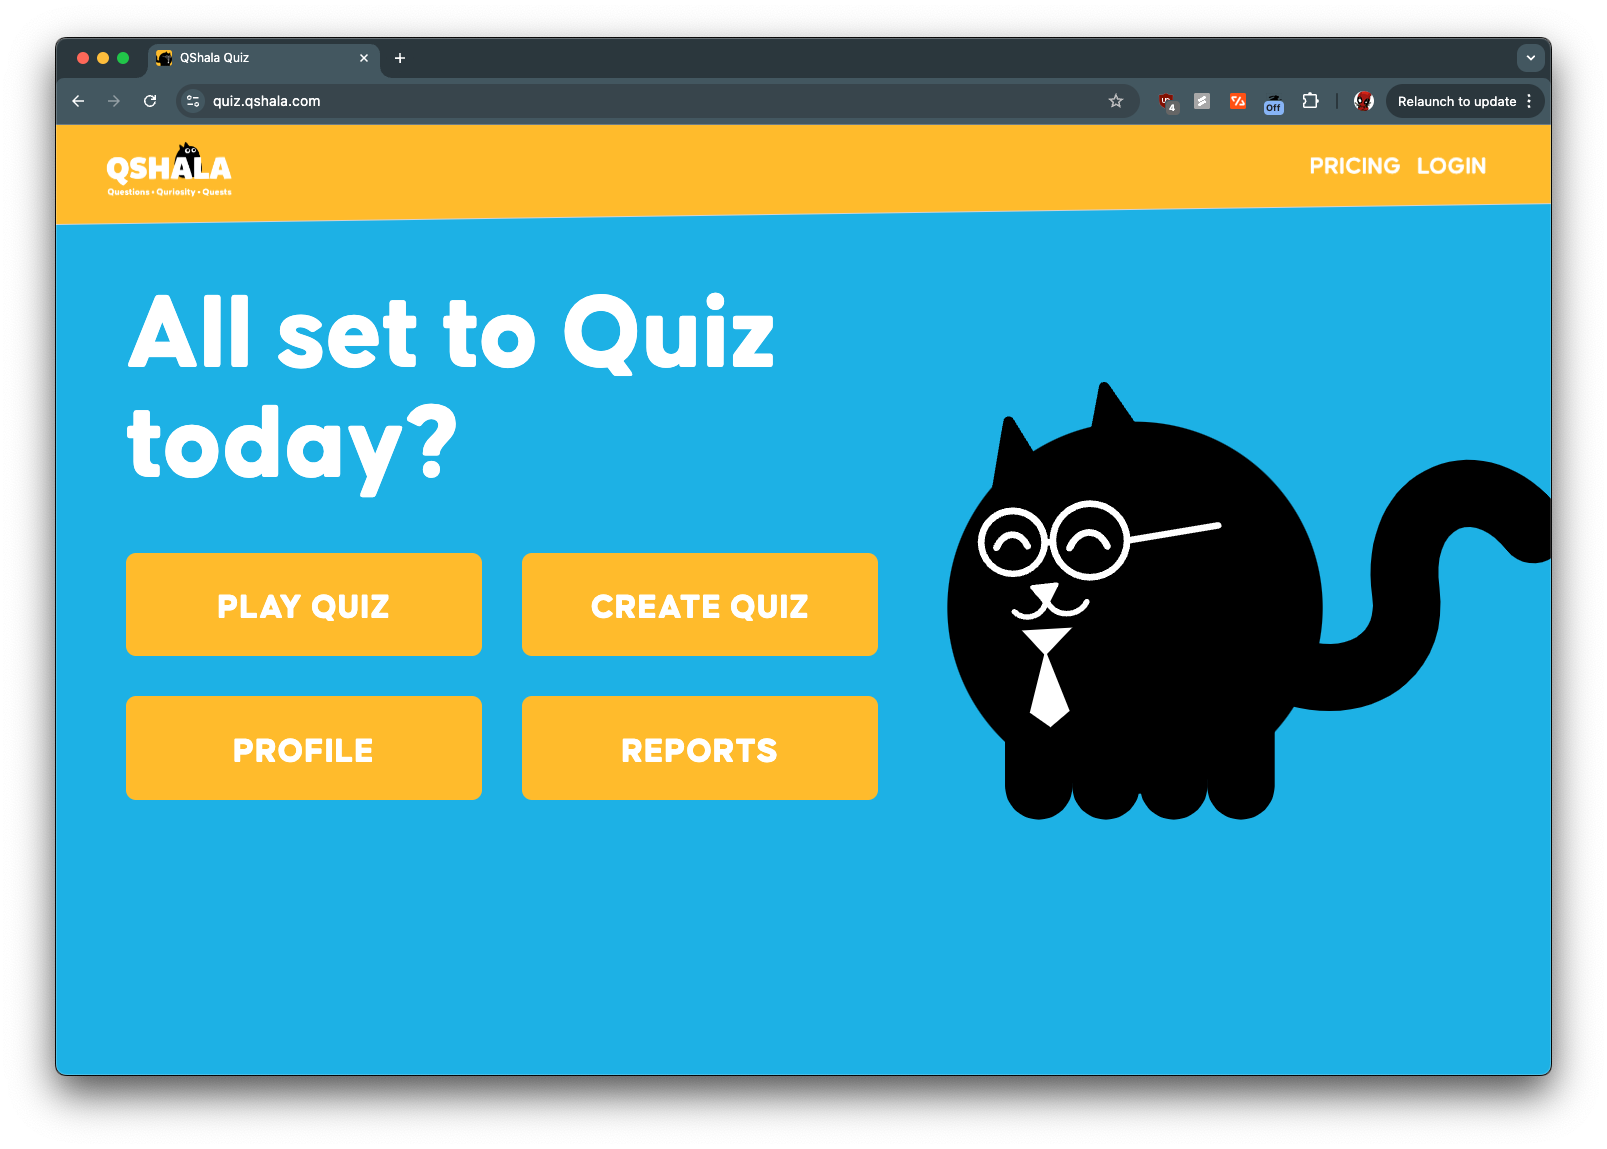 QShala Quiz
quiz.qshala.com
4
Off
Relaunch to update
QSHALA
Questions • Quriosity • Quests
PRICING
LOGIN
All set to Quiz
today?
PLAY QUIZ
CREATE QUIZ
PROFILE
REPORTS